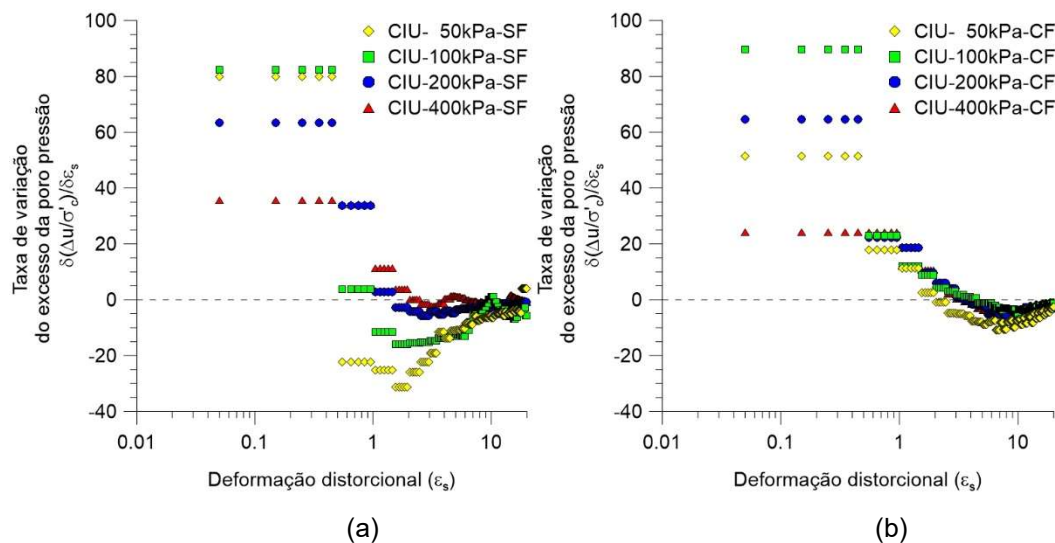 100
80
60
40
20
0
-20
-40
Taxa de variação
do excesso da poro pressão
δ(Δu/σ'c)/δεs
CIU- 50kPa-SF
CIU-100kPa-SF
CIU-200kPa-SF
CIU-400kPa-SF
0.01 0.1 1 10
Deformação distorcional (εs)
(a)
100
80
60
40
20
0
-20
-40
Taxa de variação
do excesso da poro pressão
δ(Δu/σ'c)/δεs
CIU- 50kPa-CF
CIU-100kPa-CF
CIU-200kPa-CF
CIU-400kPa-CF
0.01 0.1 1 10
Deformação distorcional (εs)
(b)